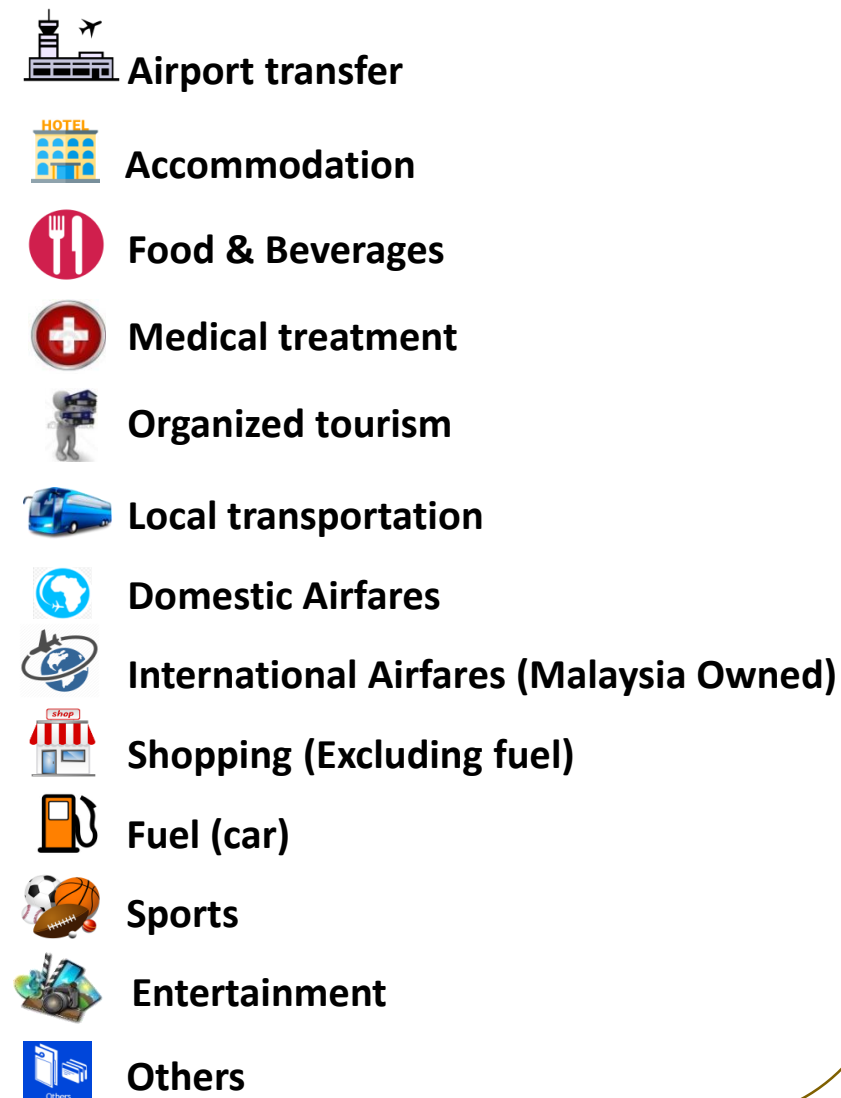 Airport transfer
HOTEL
Accommodation
Food & Beverages
Medical treatment
Organized tourism
Local transportation
Domestic Airfares
International Airfares (Malaysia Owned)
shop
Shopping (Excluding fuel)
Fuel (car)
Sports
Entertainment
Others
Others